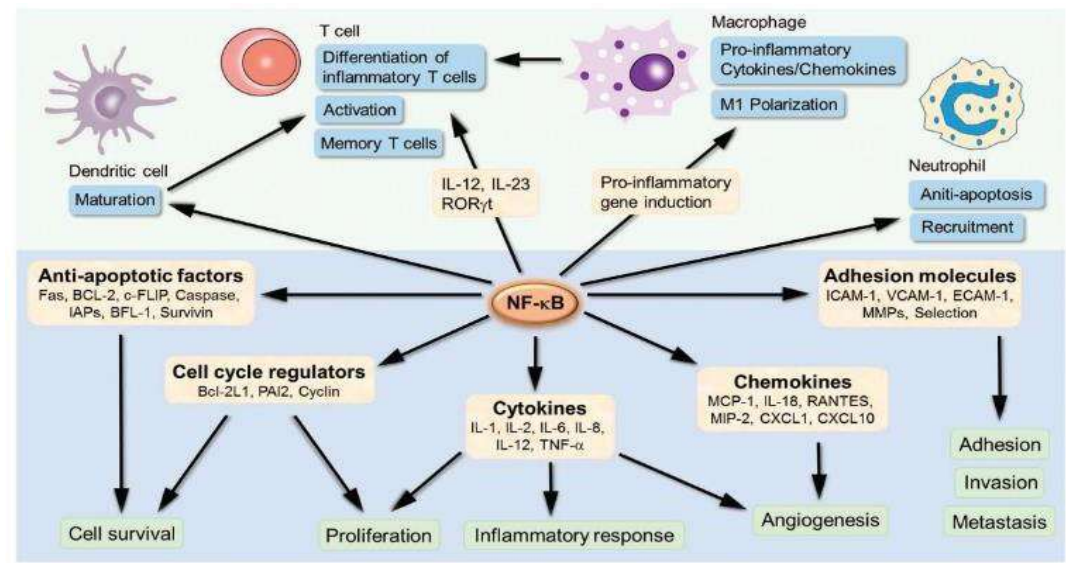 T cell
Differentiation of
inflammatory T cells
Activation
Memory T cells
Macrophage
Pro-inflammatory
Cytokines/Chemokines
M1 Polarization
Dendritic cell
Maturation
IL-12, IL-23
RORγt
Pro-inflammatory
gene induction
Neutrophil
Aniti-apoptosis
Recruitment
NF-κB
Anti-apoptotic factors
Fas, BCL-2, c-FLIP, Caspase,
IAPs, BFL-1, Survivin
Adhesion molecules
ICAM-1, VCAM-1, ECAM-1,
MMPs, Selection
Cell cycle regulators
Bcl-2L1, PAI2, Cyclin
Cytokines
IL-1, IL-2, IL-6, IL-8,
IL-12, TNF-α
Chemokines
MCP-1, IL-18, RANTES,
MIP-2, CXCL1, CXCL10
Cell survival
Proliferation
Inflammatory response
Angiogenesis
Adhesion
Invasion
Metastasis